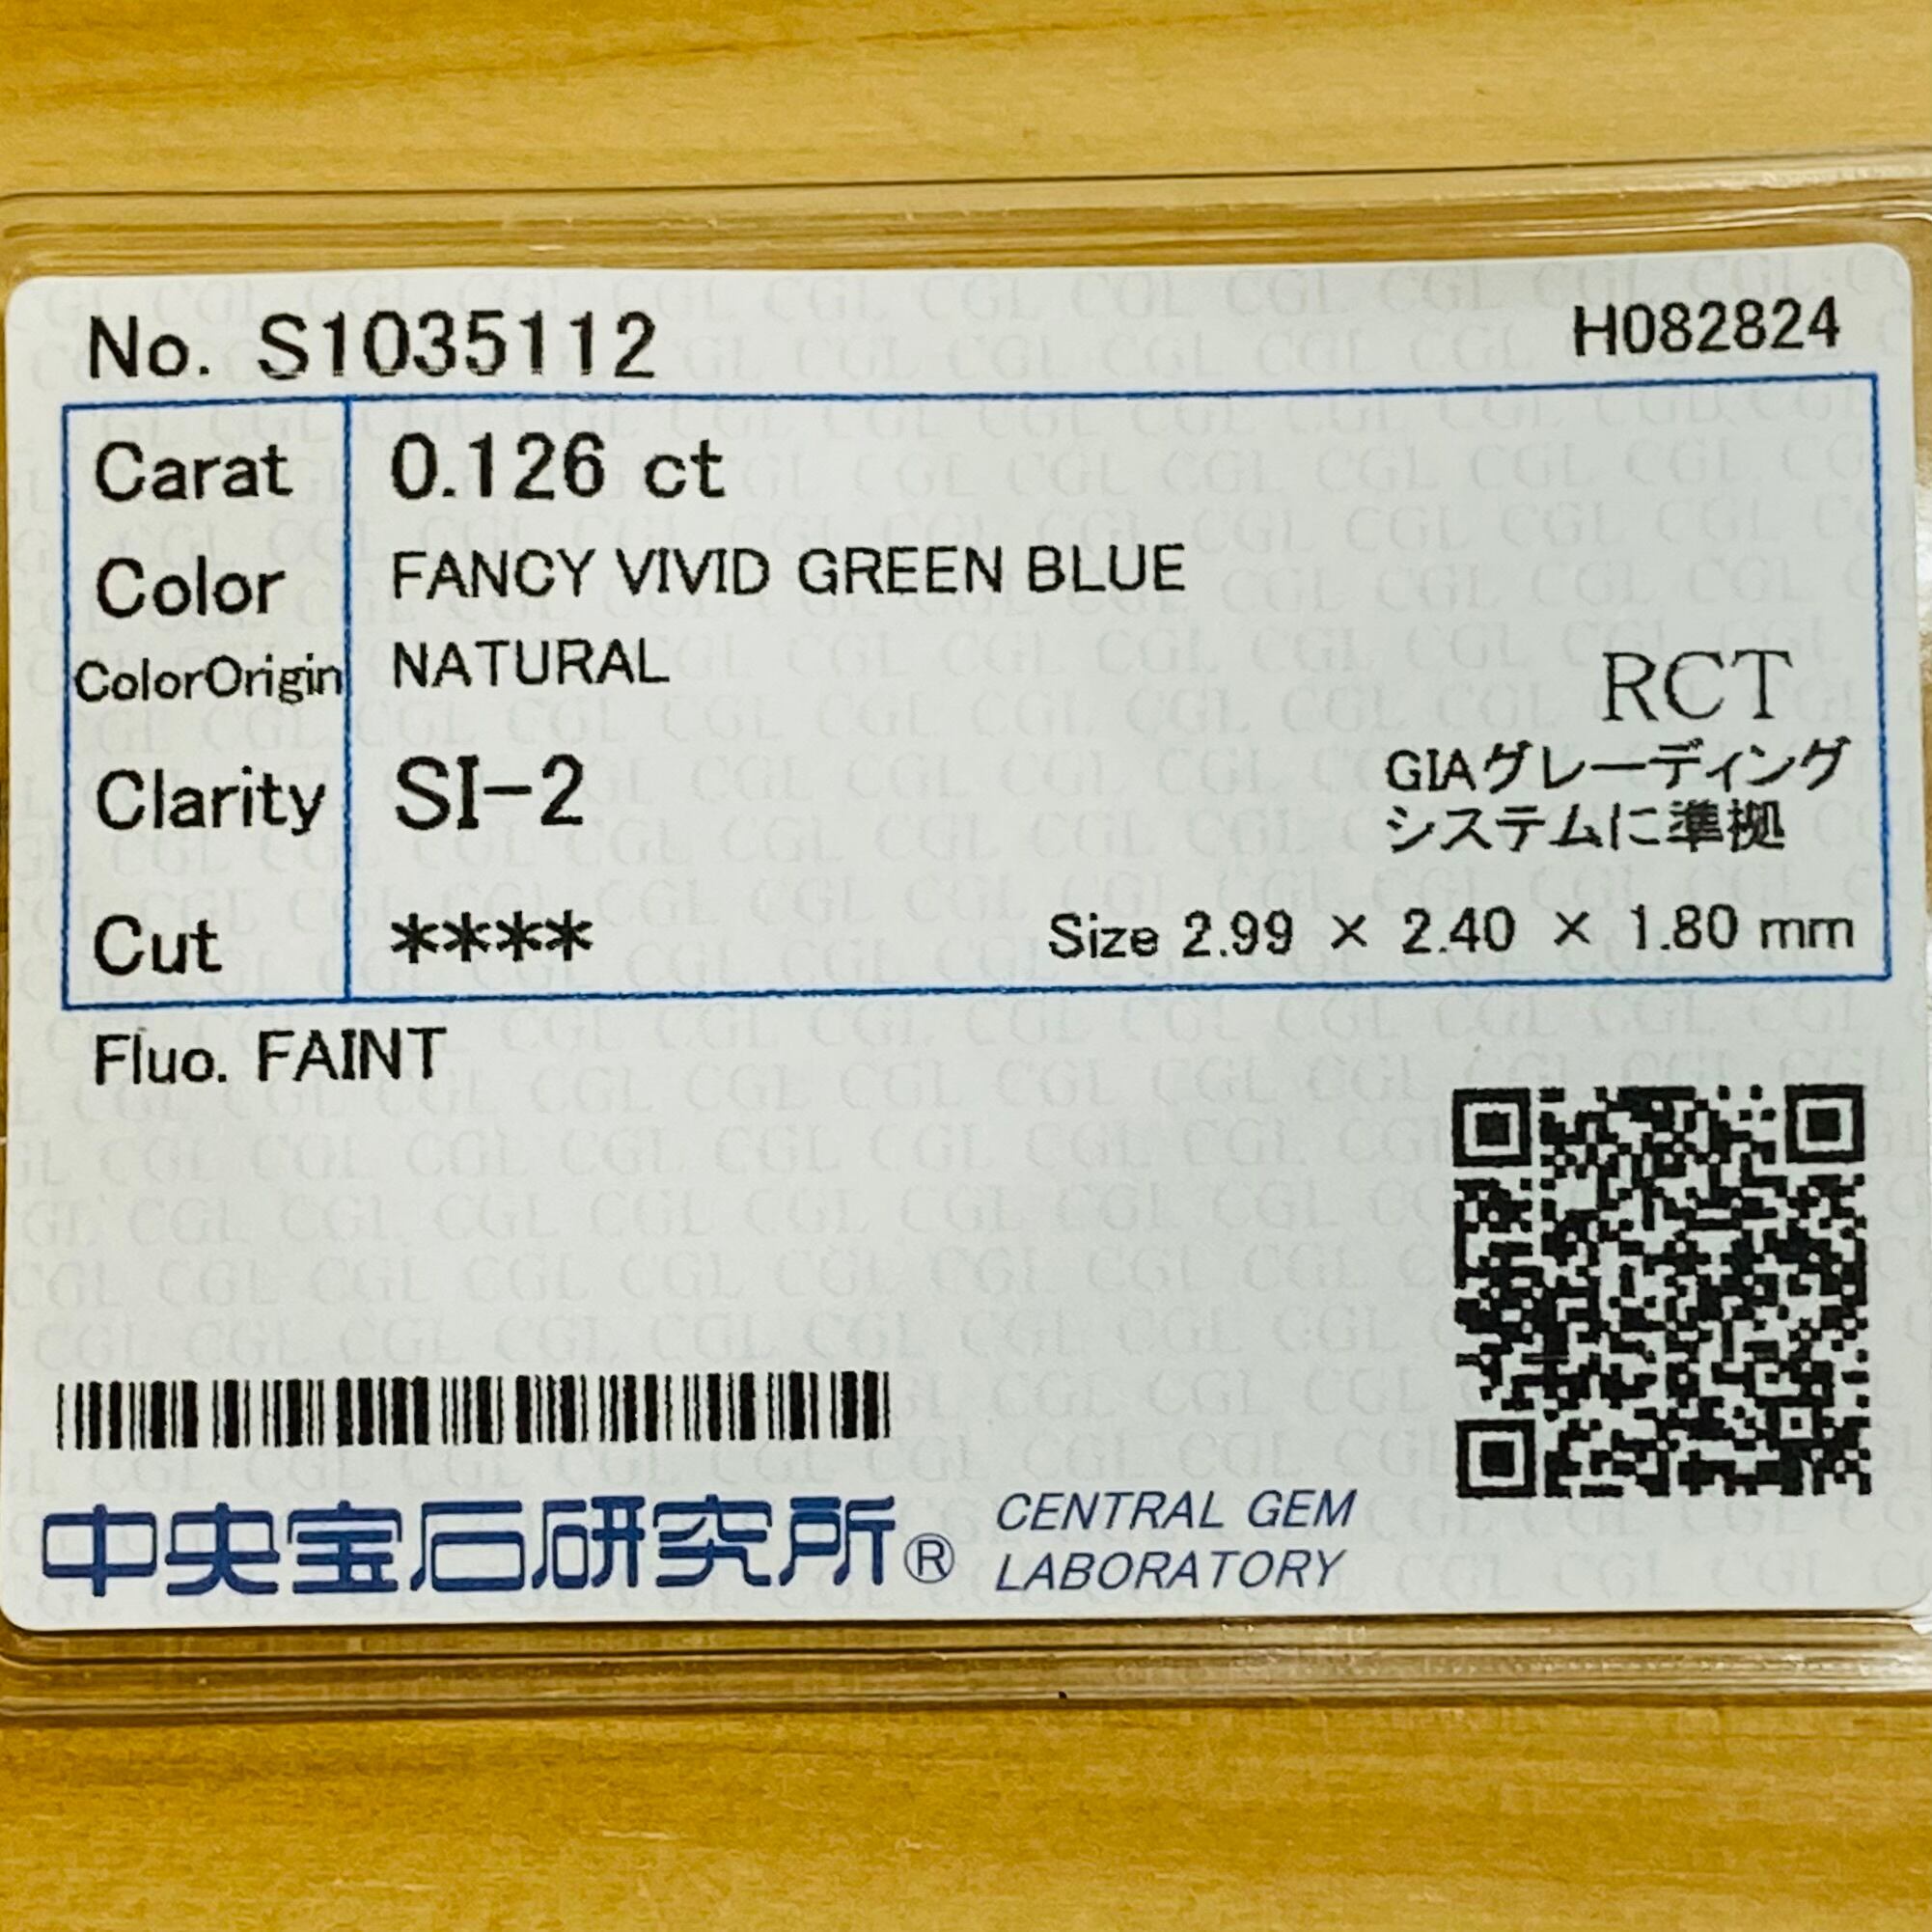 No. S1035112
H082824
Carat 0.126 ct
Color FANCY VIVID GREEN BLUE
ColorOrigin NATURAL
RCT
Clarity SI-2
GIAグレーディング
システムに準拠
Cut ****
Size 2.99 × 2.40 × 1.80 mm
Fluo. FAINT
中央宝石研究所®
CENTRAL GEM
LABORATORY